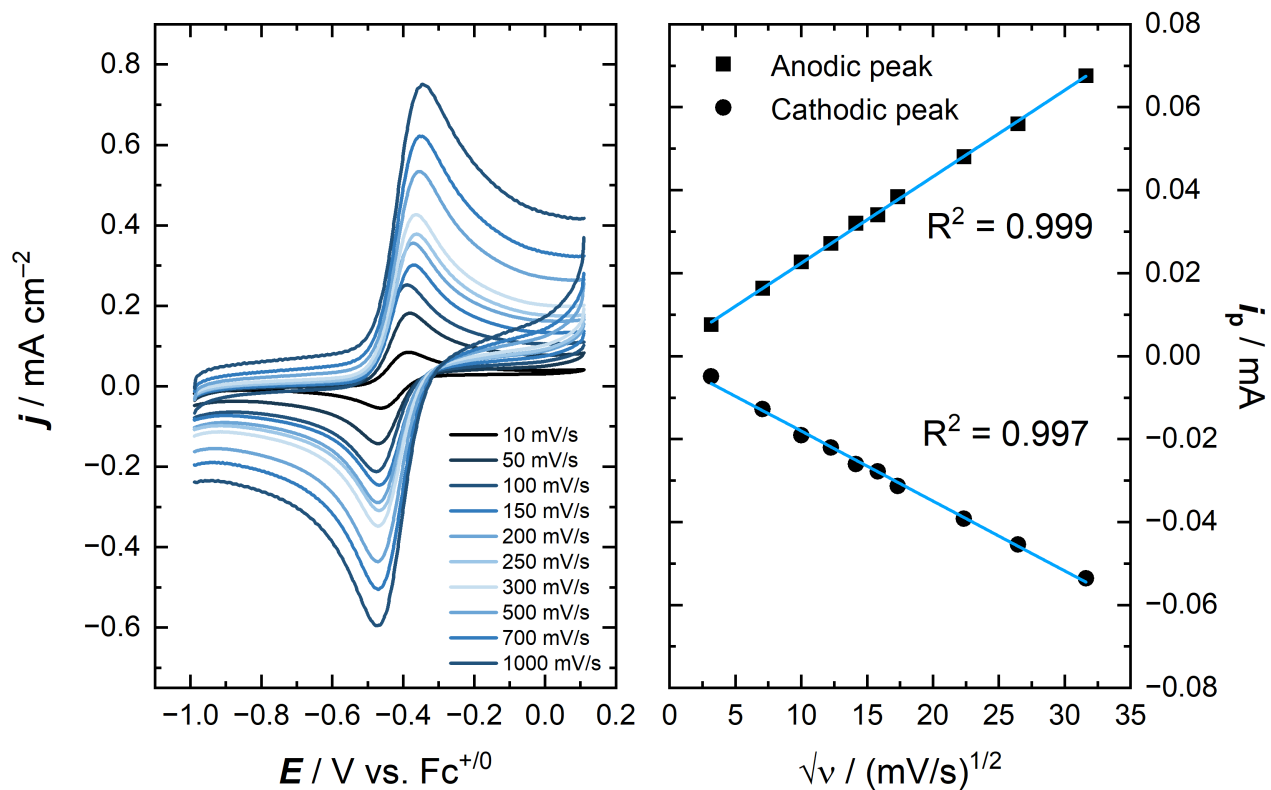 0.8
0.6
0.4
0.2
0.0
−0.2
−0.4
−0.6
j / mA cm⁻²
−1.0 −0.8 −0.6 −0.4 −0.2 0.0 0.2
E / V vs. Fc⁺ᐟ⁰
10 mV/s
50 mV/s
100 mV/s
150 mV/s
200 mV/s
250 mV/s
300 mV/s
500 mV/s
700 mV/s
1000 mV/s
Anodic peak
Cathodic peak
R² = 0.999
R² = 0.997
0.08
0.06
0.04
0.02
0.00
−0.02
−0.04
−0.06
−0.08
iₚ / mA
0 5 10 15 20 25 30 35
√ν / (mV/s)¹ᐟ²